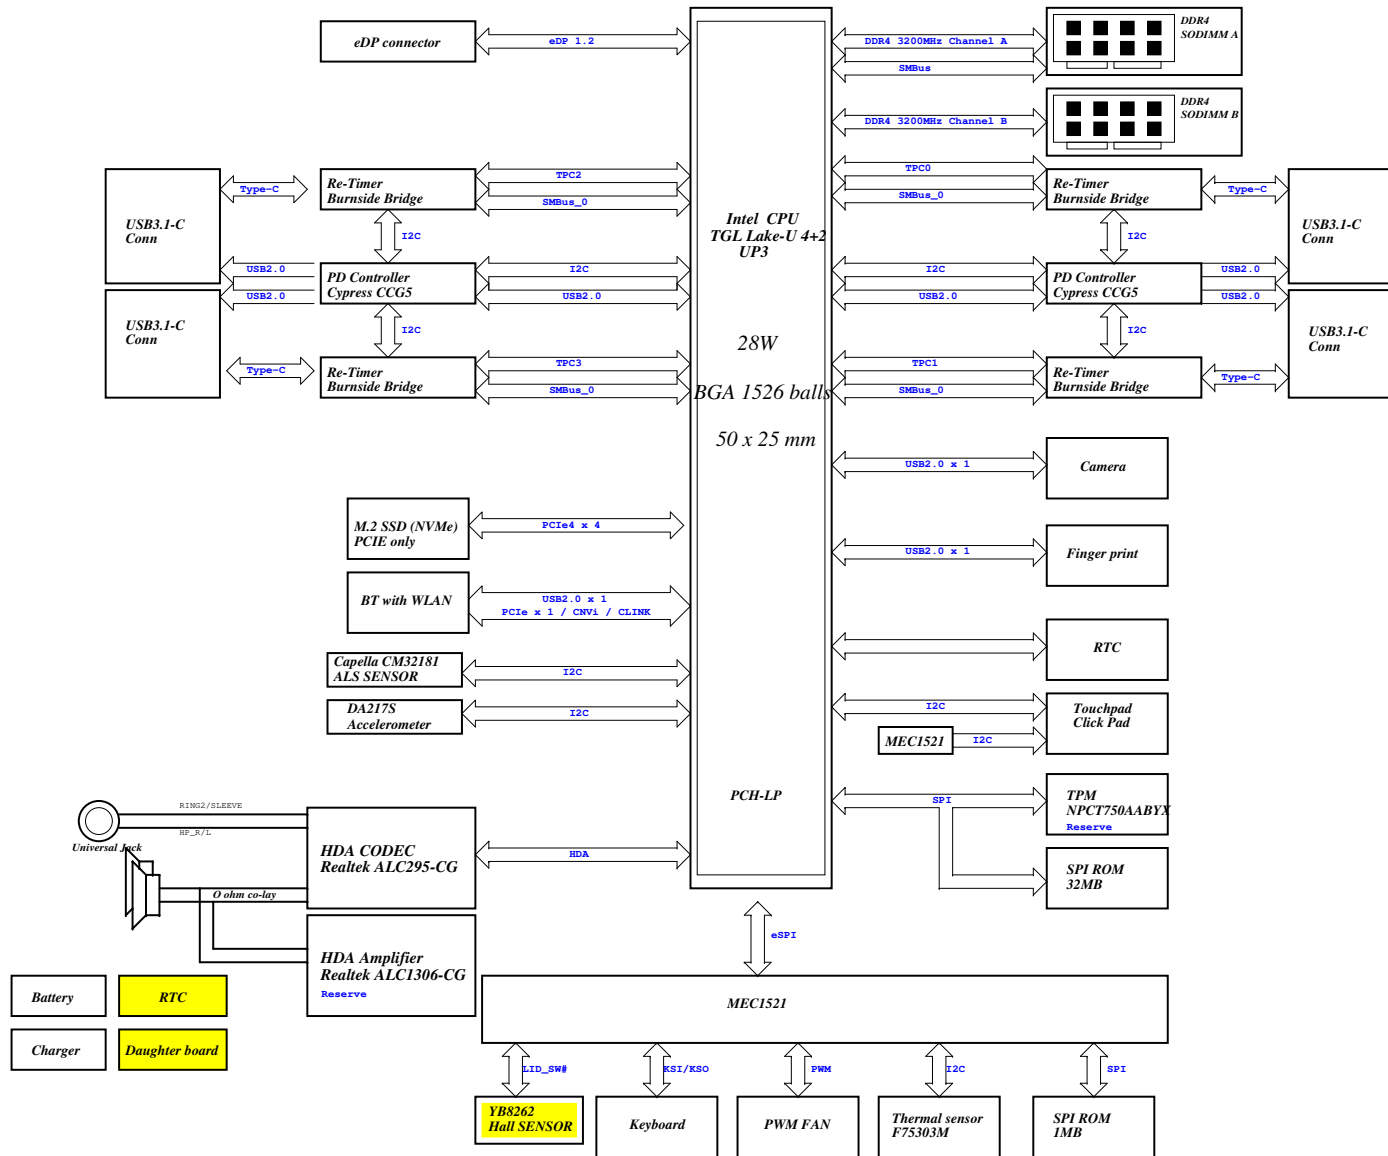 eDP connector
eDP 1.2
DDR4 3200MHz Channel A
SMBus
DDR4
SODIMM A
DDR4 3200MHz Channel B
DDR4
SODIMM B
USB3.1-C
Conn
Type-C
Re-Timer
Burnside Bridge
TPC2
SMBus_0
I2C
USB2.0
USB2.0
PD Controller
Cypress CCG5
I2C
USB2.0
USB3.1-C
Conn
I2C
Type-C
Re-Timer
Burnside Bridge
TPC3
SMBus_0
Intel CPU
TGL Lake-U 4+2
UP3
28W
BGA 1526 balls
50 x 25 mm
PCH-LP
TPC0
SMBus_0
Re-Timer
Burnside Bridge
Type-C
USB3.1-C
Conn
I2C
I2C
USB2.0
PD Controller
Cypress CCG5
USB2.0
USB2.0
I2C
USB3.1-C
Conn
TPC1
SMBus_0
Re-Timer
Burnside Bridge
Type-C
USB2.0 x 1
Camera
M.2 SSD (NVMe)
PCIE only
PCIe4 x 4
USB2.0 x 1
Finger print
BT with WLAN
USB2.0 x 1
PCIe x 1 / CNVi / CLINK
RTC
Capella CM32181
ALS SENSOR
I2C
DA217S
Accelerometer
I2C
I2C
Touchpad
Click Pad
MEC1521
I2C
SPI
TPM
NPCT750AABYX
Reserve
SPI ROM
32MB
RING2/SLEEVE
HP_R/L
Universal Jack
HDA CODEC
Realtek ALC295-CG
HDA
O ohm co-lay
HDA Amplifier
Realtek ALC1306-CG
Reserve
eSPI
MEC1521
Battery
RTC
Charger
Daughter board
LID_SW#
KSI/KSO
PWM
I2C
SPI
YB8262
Hall SENSOR
Keyboard
PWM FAN
Thermal sensor
F75303M
SPI ROM
1MB